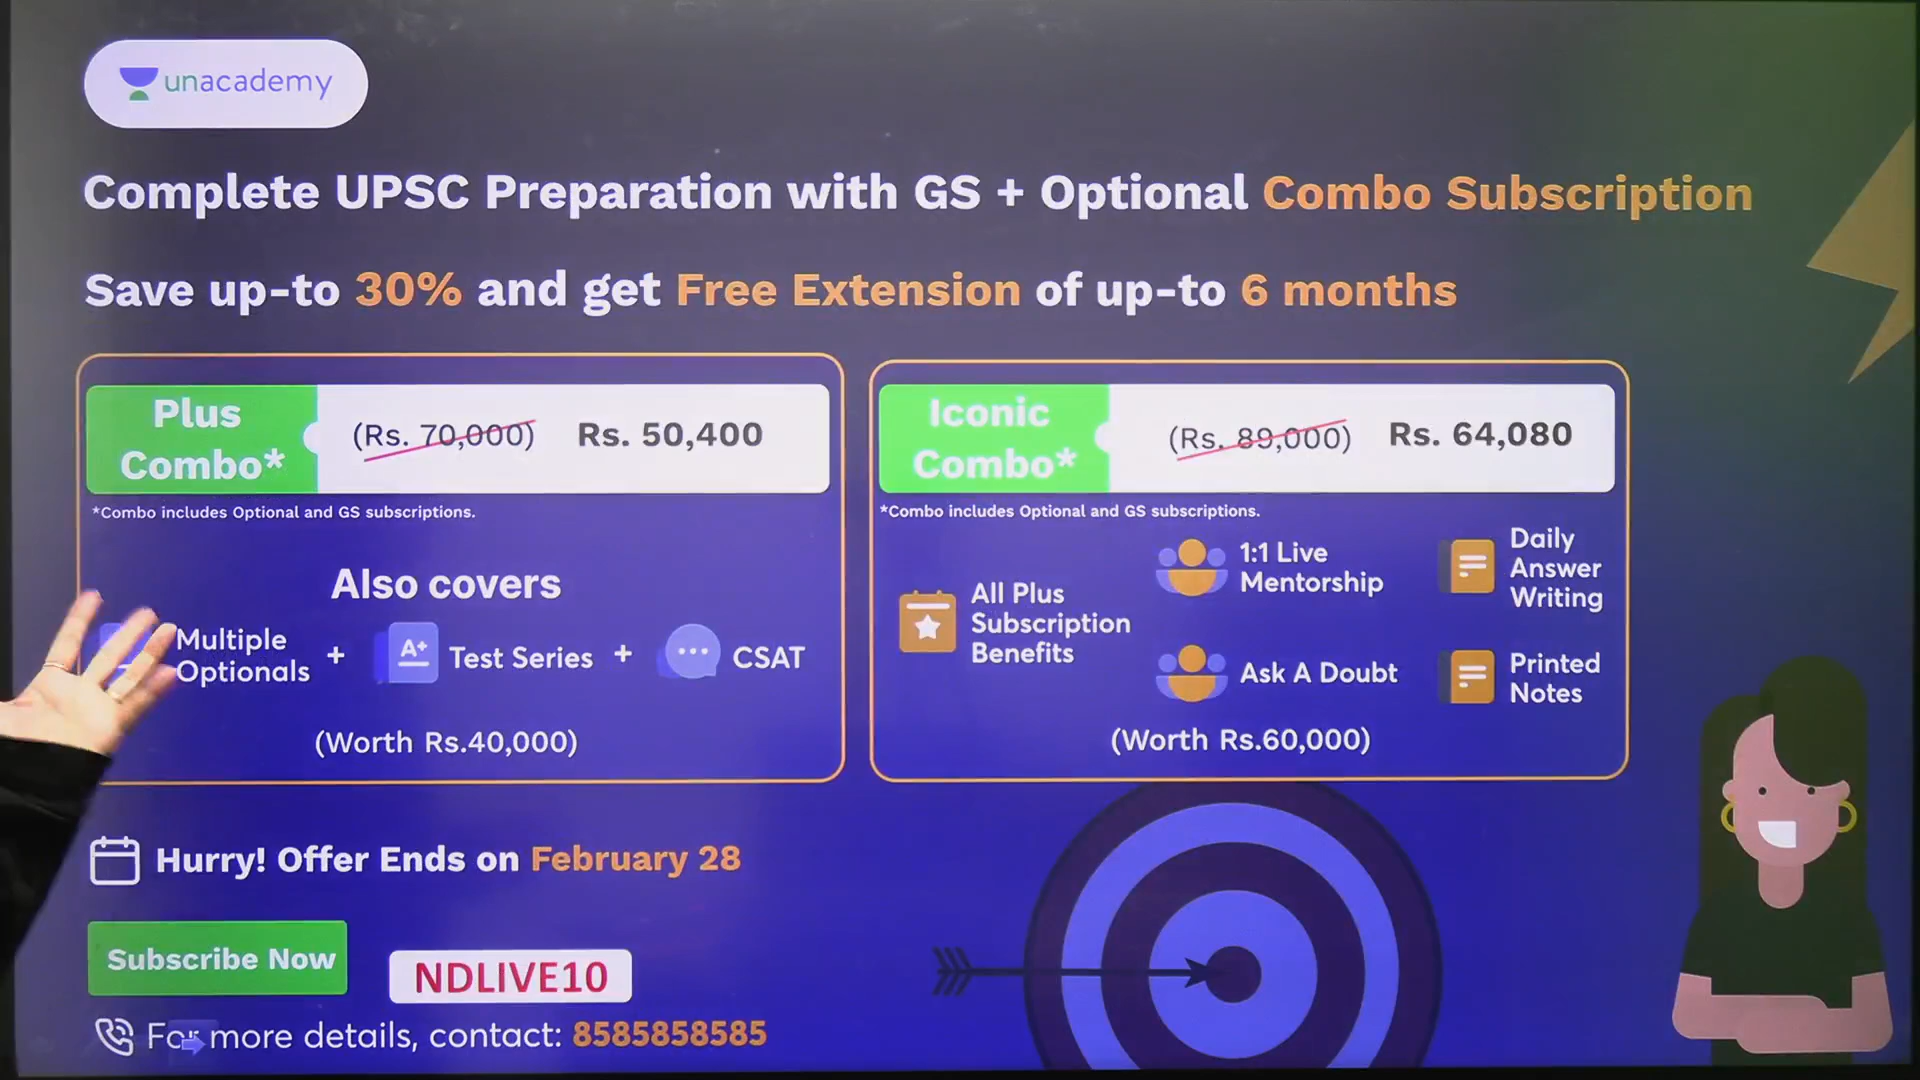 unacademy
Complete UPSC Preparation with GS + Optional Combo Subscription
Save up-to 30% and get Free Extension of up-to 6 months
Plus
Combo*
(Rs. 70,000) Rs. 50,400
*Combo includes Optional and GS subscriptions.
Also covers
Multiple
Optionals
+
A+
Test Series
+
CSAT
(Worth Rs.40,000)
Iconic
Combo*
(Rs. 89,000) Rs. 64,080
*Combo includes Optional and GS subscriptions.
All Plus
Subscription
Benefits
1:1 Live
Mentorship
Daily
Answer
Writing
Ask A Doubt
Printed
Notes
(Worth Rs.60,000)
Hurry! Offer Ends on February 28
Subscribe Now
NDLIVE10
For more details, contact: 8585858585